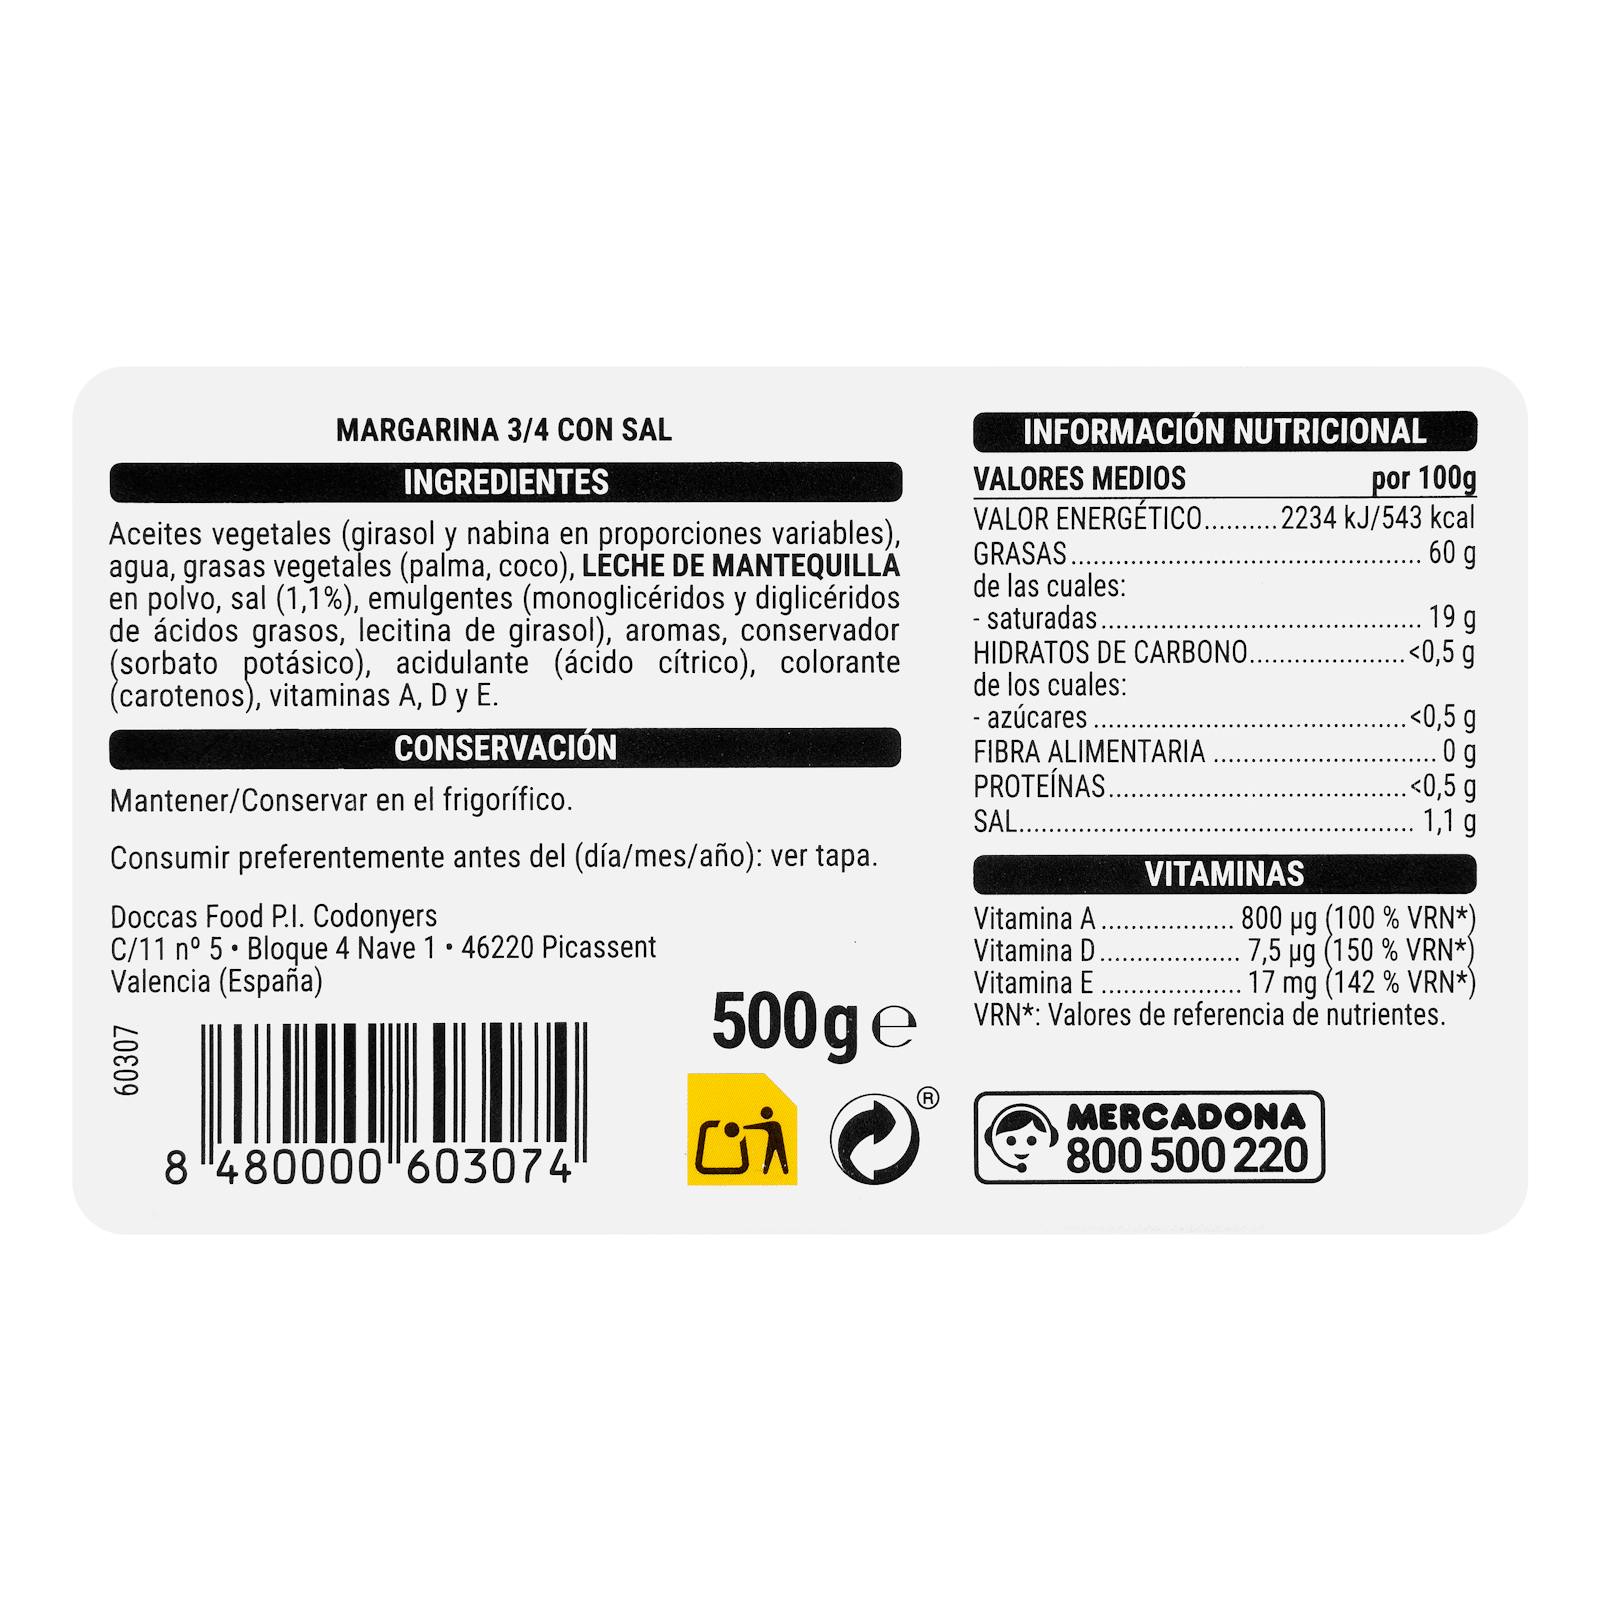 MARGARINA 3/4 CON SAL
INGREDIENTES
Aceites vegetales (girasol y nabina en proporciones variables),
agua, grasas vegetales (palma, coco), LECHE DE MANTEQUILLA
en polvo, sal (1,1%), emulgentes (monoglicéridos y diglicéridos
de ácidos grasos, lecitina de girasol), aromas, conservador
(sorbato potásico), acidulante (ácido cítrico), colorante
(carotenos), vitaminas A, D y E.
CONSERVACIÓN
Mantener/Conservar en el frigorífico.
Consumir preferentemente antes del (día/mes/año): ver tapa.
Doccas Food P.I. Codonyers
C/11 nº 5 • Bloque 4 Nave 1 • 46220 Picassent
Valencia (España)
60307
8 480000 603074
500g e
®
INFORMACIÓN NUTRICIONAL
VALORES MEDIOS por 100g
VALOR ENERGÉTICO.......... 2234 kJ/543 kcal
GRASAS.......... 60 g
de las cuales:
- saturadas.......... 19 g
HIDRATOS DE CARBONO.......... <0,5 g
de los cuales:
- azúcares .......... <0,5 g
FIBRA ALIMENTARIA .......... 0 g
PROTEÍNAS.......... <0,5 g
SAL.......... 1,1 g
VITAMINAS
Vitamina A .......... 800 µg (100 % VRN*)
Vitamina D .......... 7,5 µg (150 % VRN*)
Vitamina E .......... 17 mg (142 % VRN*)
VRN*: Valores de referencia de nutrientes.
MERCADONA
800 500 220